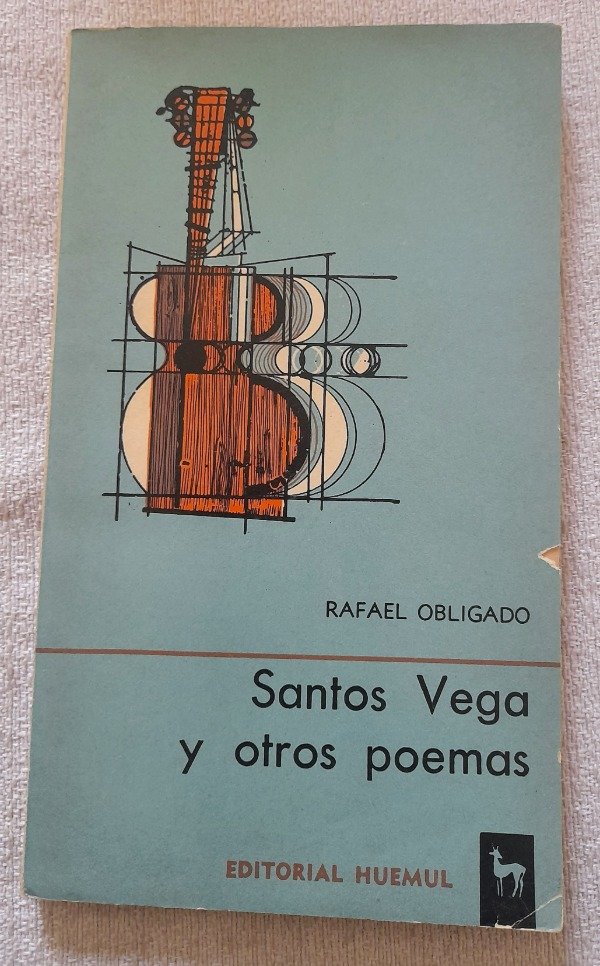 RAFAEL OBLIGADO
Santos Vega
y otros poemas
EDITORIAL HUEMUL